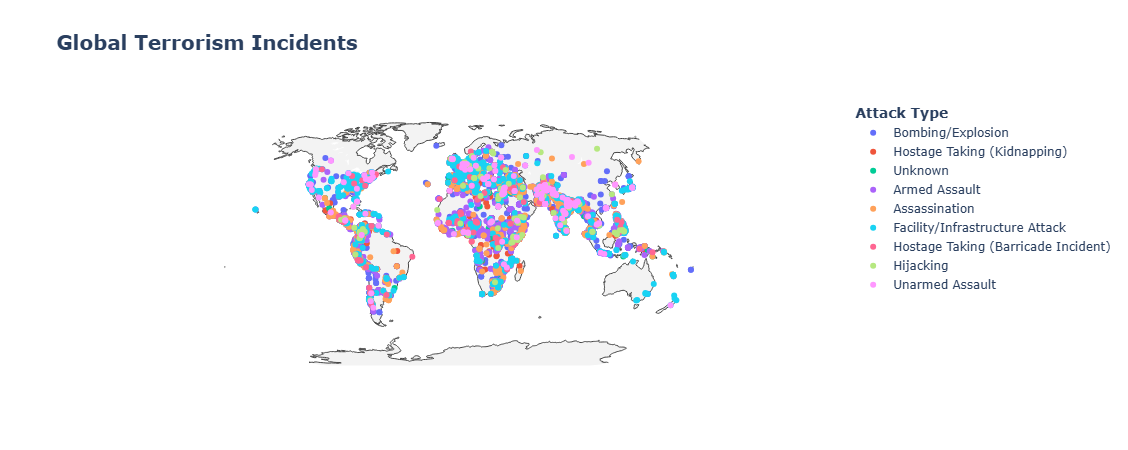 Global Terrorism Incidents
Attack Type
Bombing/Explosion
Hostage Taking (Kidnapping)
Unknown
Armed Assault
Assassination
Facility/Infrastructure Attack
Hostage Taking (Barricade Incident)
Hijacking
Unarmed Assault